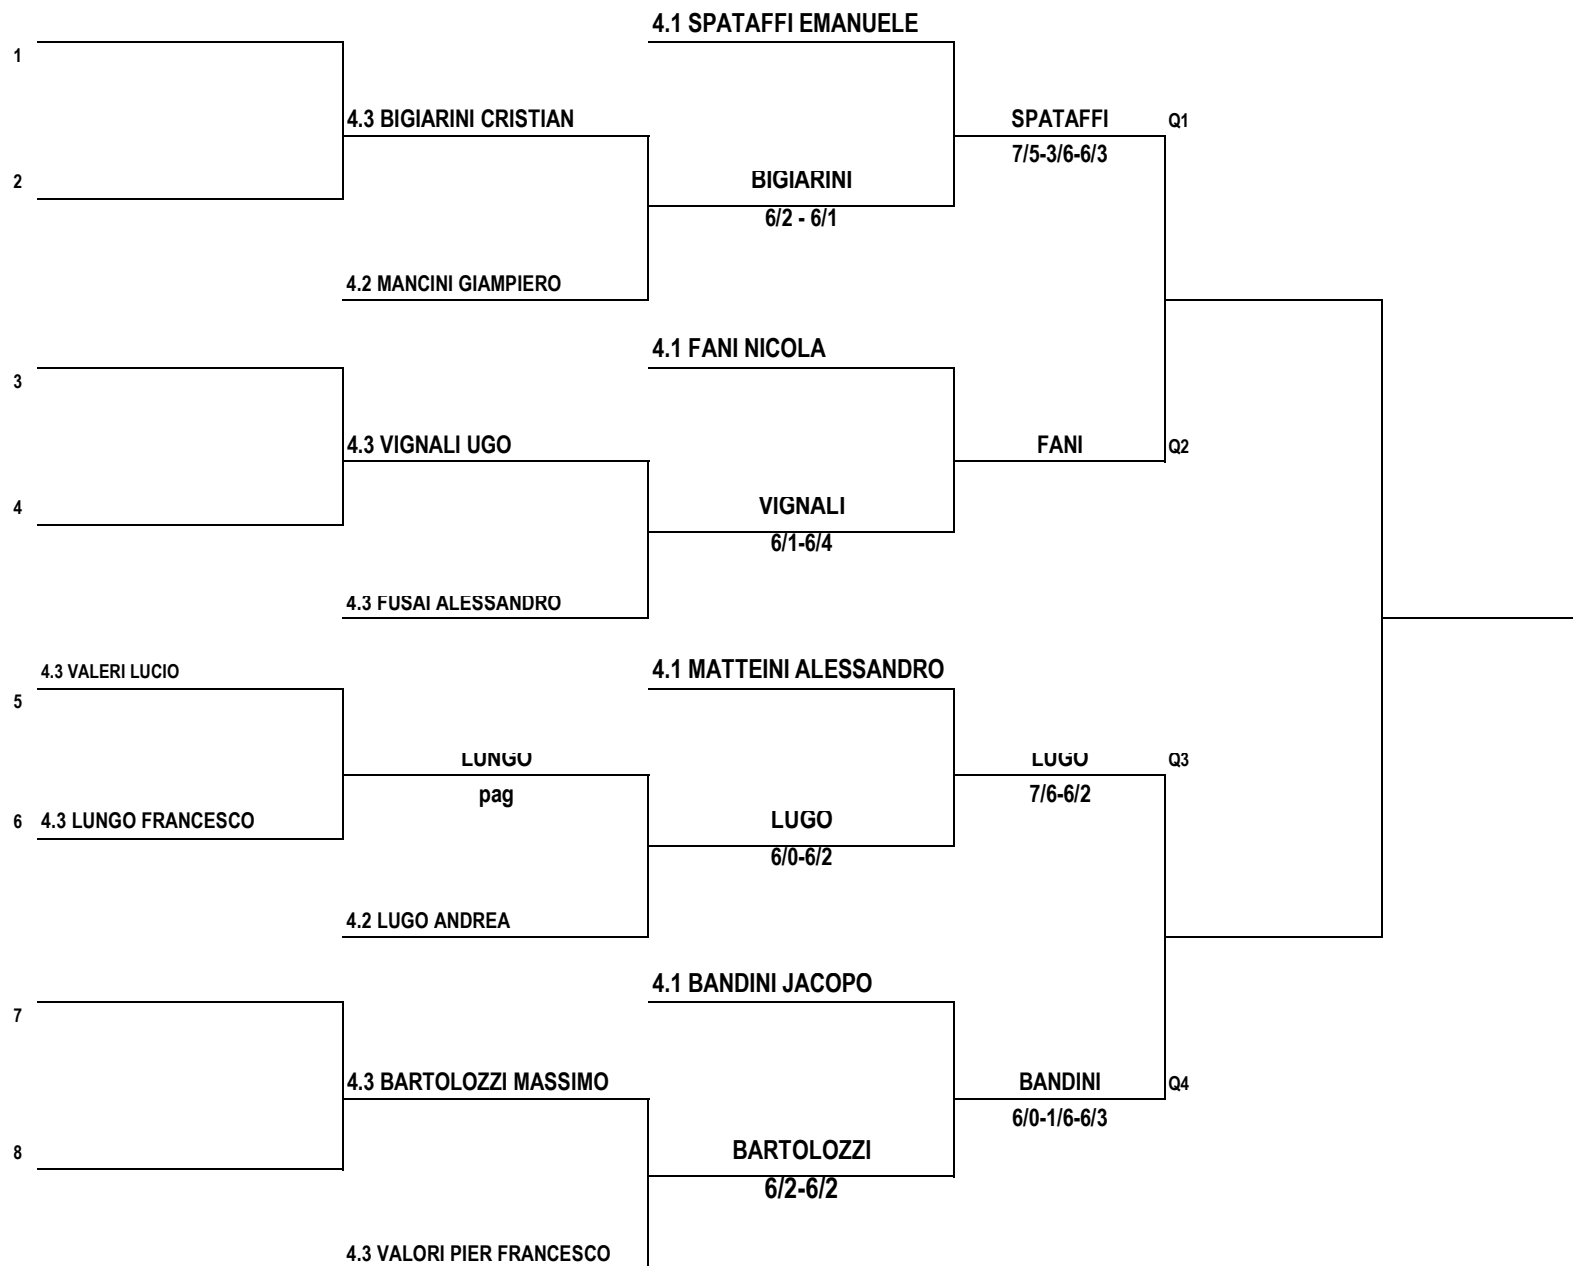 4.1 SPATAFFI EMANUELE
1
4.3 BIGIARINI CRISTIAN
SPATAFFI
Q1
7/5-3/6-6/3
2
BIGIARINI
6/2 - 6/1
4.2 MANCINI GIAMPIERO
4.1 FANI NICOLA
3
4.3 VIGNALI UGO
FANI
Q2
4
VIGNALI
6/1-6/4
4.3 FUSAI ALESSANDRO
4.3 VALERI LUCIO
4.1 MATTEINI ALESSANDRO
5
LUNGO
LUGO
Q3
pag
7/6-6/2
6 4.3 LUNGO FRANCESCO
LUGO
6/0-6/2
4.2 LUGO ANDREA
4.1 BANDINI JACOPO
7
4.3 BARTOLOZZI MASSIMO
BANDINI
Q4
6/0-1/6-6/3
8
BARTOLOZZI
6/2-6/2
4.3 VALORI PIER FRANCESCO